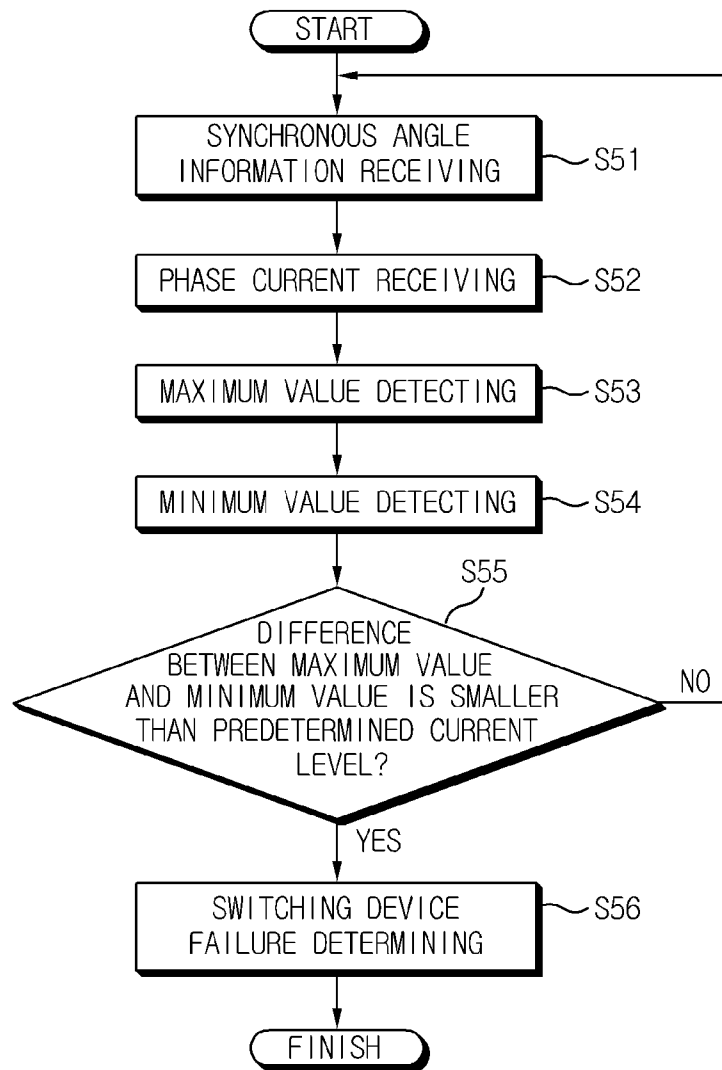 START
SYNCHRONOUS ANGLE
INFORMATION RECEIVING
S51
PHASE CURRENT RECEIVING
S52
MAXIMUM VALUE DETECTING
S53
MINIMUM VALUE DETECTING
S54
S55
DIFFERENCE
BETWEEN MAXIMUM VALUE
AND MINIMUM VALUE IS SMALLER
THAN PREDETERMINED CURRENT
LEVEL?
NO
YES
SWITCHING DEVICE
FAILURE DETERMINING
S56
FINISH